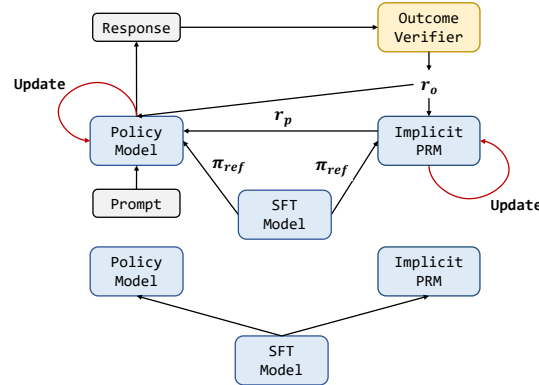 Response
Outcome
Verifier
Update
r_o
Policy
Model
r_p
Implicit
PRM
π_ref
π_ref
Prompt
SFT
Model
Update
Policy
Model
Implicit
PRM
SFT
Model